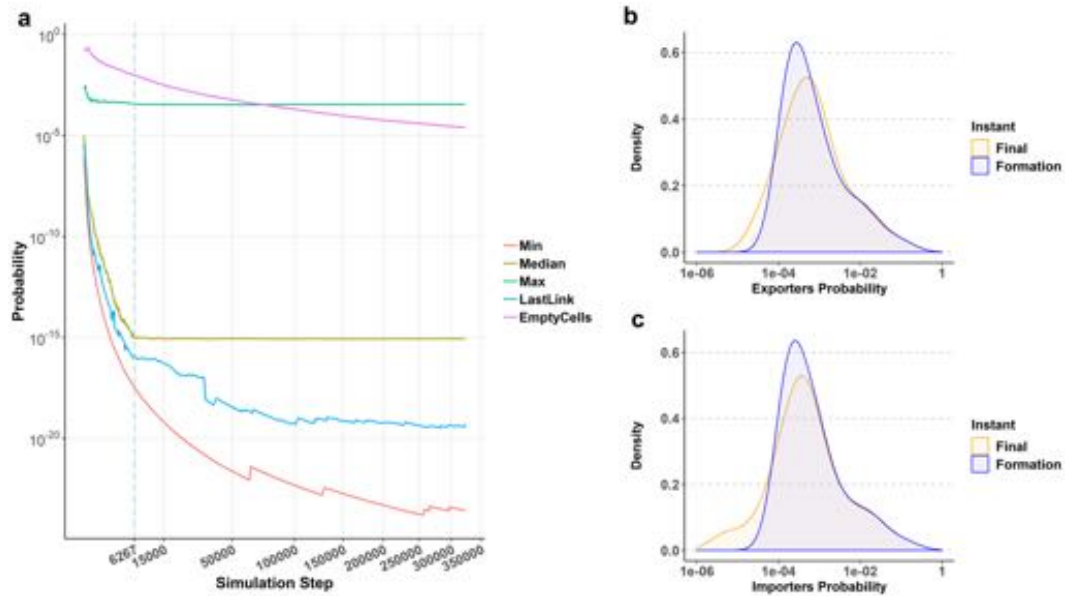 a
10^0
10^-5
10^-10
10^-15
10^-20
Probability
6267
15000
50000
100000
150000
200000
250000
300000
350000
Simulation Step
Min
Median
Max
LastLink
EmptyCells
b
0.6
0.4
0.2
0.0
Density
1e-06 1e-04 1e-02 1
Exporters Probability
Instant
Final
Formation
c
0.6
0.4
0.2
0.0
Density
1e-06 1e-04 1e-02 1
Importers Probability
Instant
Final
Formation